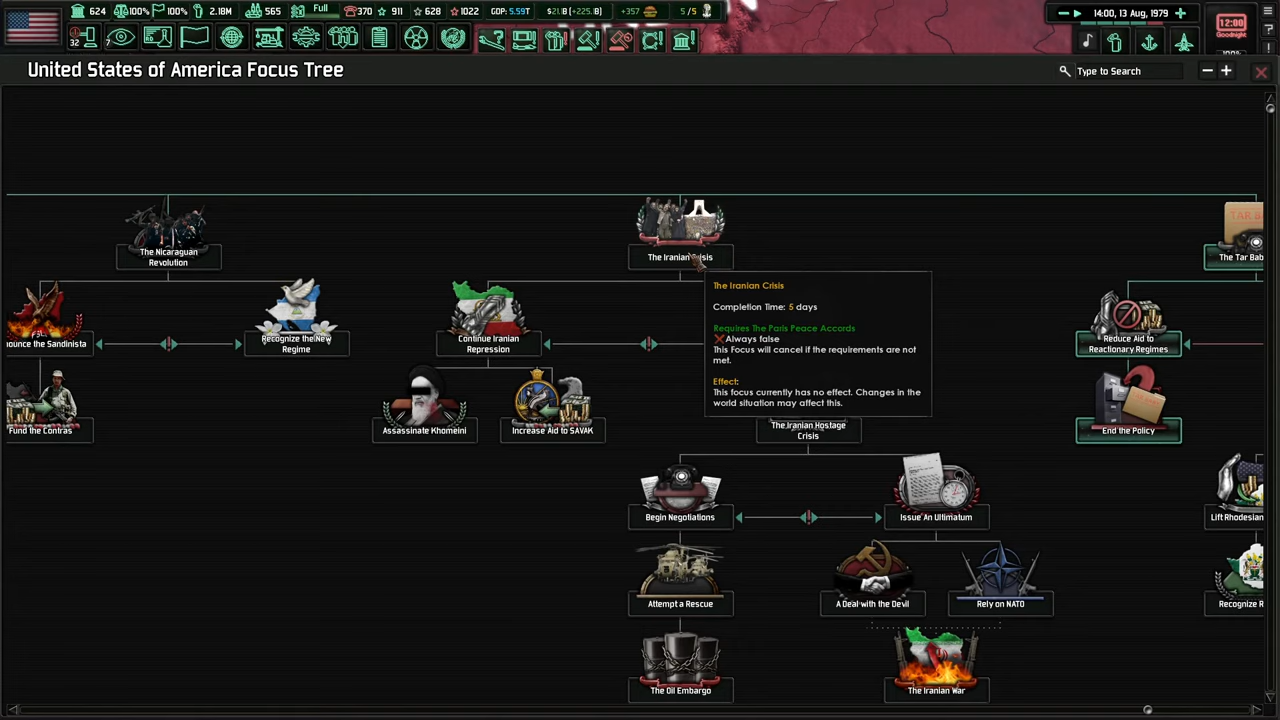 624 100% 100% 2.18M 565 Full 370 911 628 1022 GDP: 5.59T $21.B (+225.B) +357 5/5
14:00, 13 Aug, 1979
12:00
Goodnight
32
7
United States of America Focus Tree
Type to Search
The Nicaraguan
Revolution
The Iranian Crisis
TAR B
The Tar Bab
The Iranian Crisis
Completion Time: 5 days
Requires The Paris Peace Accords
Always false
This Focus will cancel if the requirements are not
met.
Effect:
This focus currently has no effect. Changes in the
world situation may affect this.
ounce the Sandinista
Recognize the New
Regime
Continue Iranian
Repression
Reduce Aid to
Reactionary Regimes
Fund the Contras
Assassinate Khomeini
Increase Aid to SAVAK
The Iranian Hostage
Crisis
End the Policy
Begin Negotiations
Issue An Ultimatum
Lift Rhodesian
Attempt a Rescue
A Deal with the Devil
Rely on NATO
Recognize R
The Oil Embargo
The Iranian War